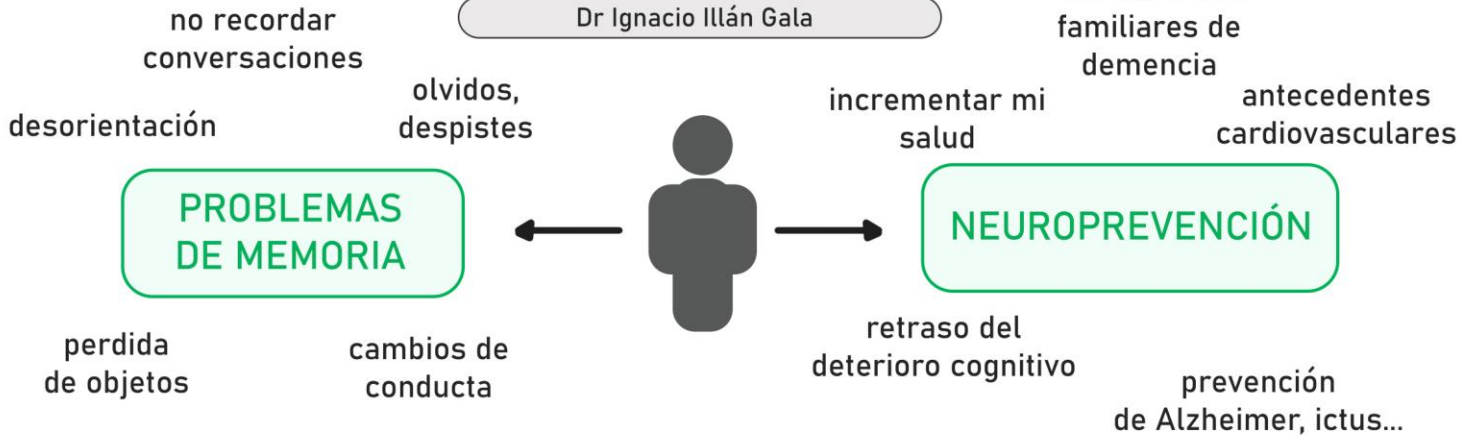 Dr Ignacio Illán Gala
no recordar
conversaciones
olvidos,
despistes
desorientación
PROBLEMAS
DE MEMORIA
perdida
de objetos
cambios de
conducta
familiares de
demencia
incrementar mi
salud
antecedentes
cardiovasculares
NEUROPREVENCIÓN
retraso del
deterioro cognitivo
prevención
de Alzheimer, ictus...